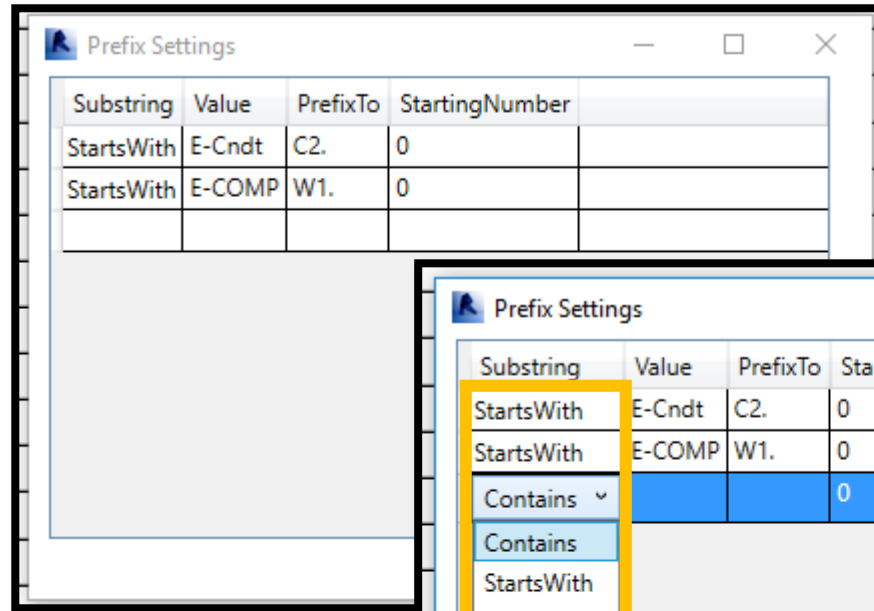 Prefix Settings
Substring Value PrefixTo StartingNumber
StartsWith E-Cndt C2. 0
StartsWith E-COMP W1. 0
Prefix Settings
Substring Value PrefixTo Sta
StartsWith E-Cndt C2. 0
StartsWith E-COMP W1. 0
Contains 0
Contains
StartsWith